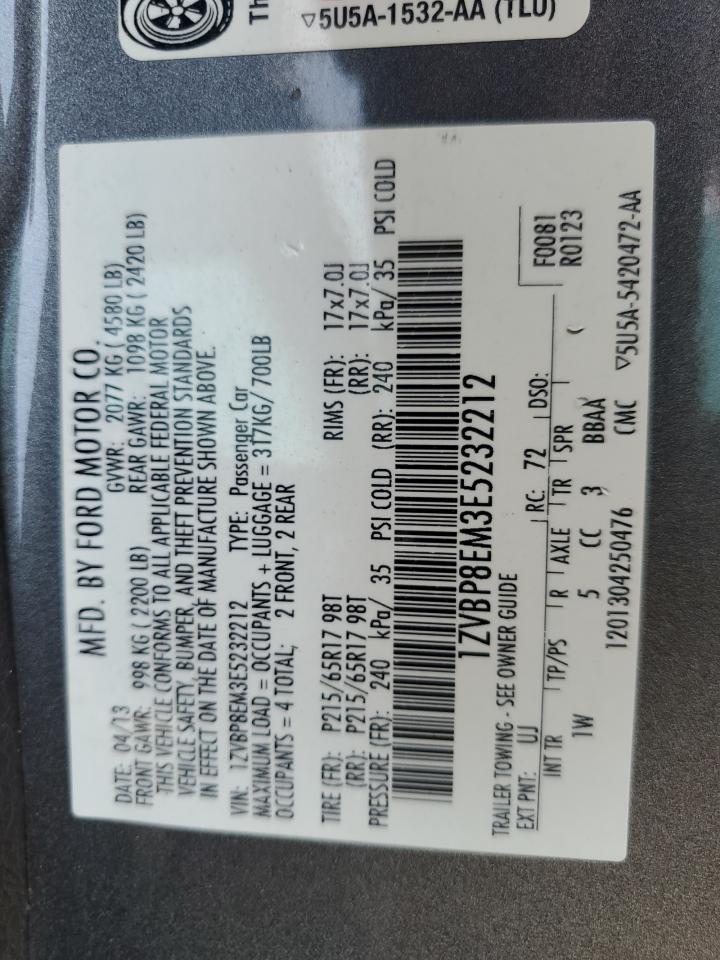 Th
▽5U5A-1532-AA (TLU)
MFD. BY FORD MOTOR CO.
DATE: 04/13 GVWR: 2077 KG ( 4580 LB)
FRONT GAWR: 998 KG ( 2200 LB) REAR GAWR: 1098 KG ( 2420 LB)
THIS VEHICLE CONFORMS TO ALL APPLICABLE FEDERAL MOTOR
VEHICLE SAFETY, BUMPER, AND THEFT PREVENTION STANDARDS
IN EFFECT ON THE DATE OF MANUFACTURE SHOWN ABOVE.
VIN: 1ZVBP8EM3E5232212 TYPE: Passenger Car
MAXIMUM LOAD = OCCUPANTS + LUGGAGE = 317KG/ 700LB
OCCUPANTS = 4 TOTAL; 2 FRONT, 2 REAR
TIRE (FR): P215/65R17 98T RIMS (FR): 17x7.0J
(RR): P215/65R17 98T (RR): 17x7.0J
PRESSURE (FR): 240 kPa/ 35 PSI COLD (RR): 240 kPa/ 35 PSI COLD
1ZVBP8EM3E5232212
TRAILER TOWING - SEE OWNER GUIDE
EXT PNT: UJ RC: 72 DSO: F0081
R0123
INT TR TP/PS R AXLE TR SPR
1W 5 CC 3 BBAA
1201304250476 CMC ▽5U5A-5420472-AA